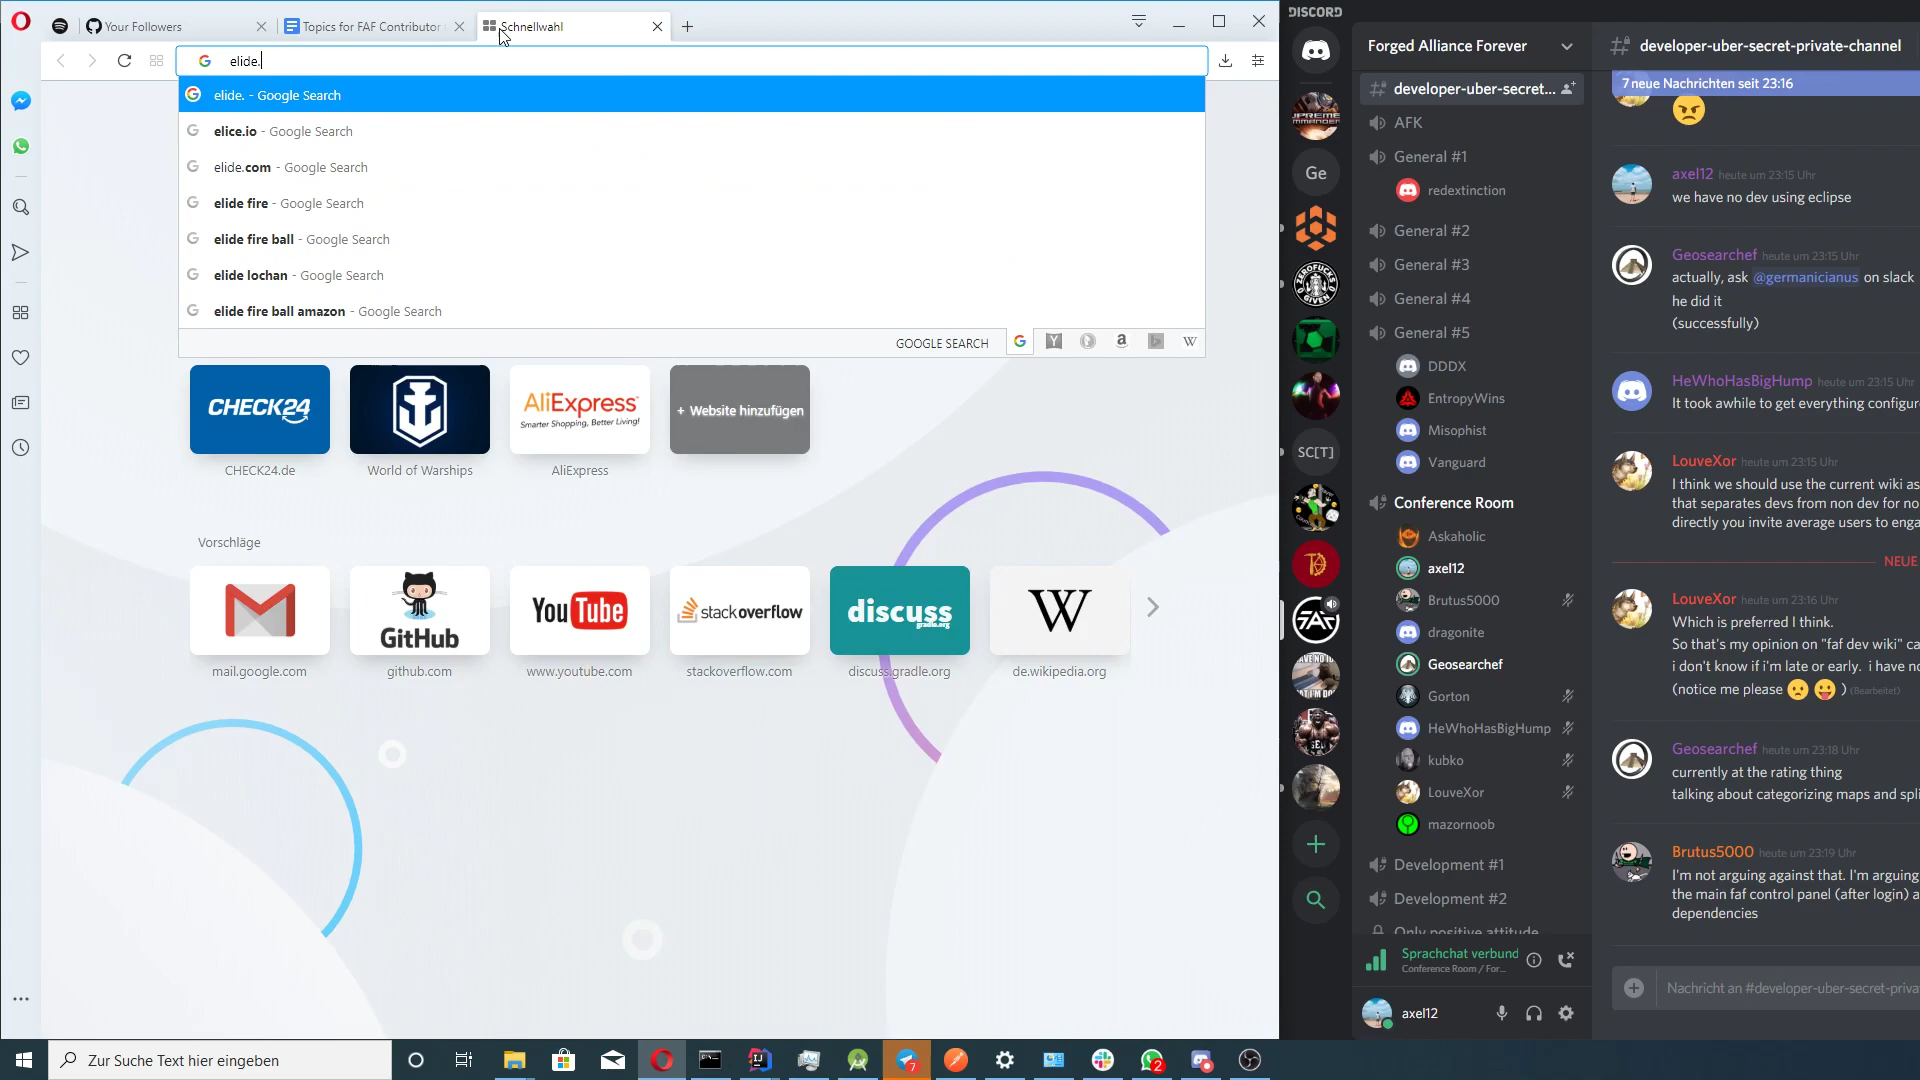 Your Followers
Topics for FAF Contributor
Schnellwahl
elide.
elide. - Google Search
elice.io - Google Search
elide.com - Google Search
elide fire - Google Search
elide fire ball - Google Search
elide lochan - Google Search
elide fire ball amazon - Google Search
GOOGLE SEARCH
CHECK24
AliExpress
Smarter Shopping, Better Living!
+ Website hinzufügen
CHECK24.de
World of Warships
AliExpress
Vorschläge
GitHub
YouTube
stackoverflow
discuss
gradle.org
W
mail.google.com
github.com
www.youtube.com
stackoverflow.com
discuss.gradle.org
de.wikipedia.org
Zur Suche Text hier eingeben
7
2
DISCORD
Ge
SC[T]
Forged Alliance Forever
developer-uber-secret...
AFK
General #1
redextinction
General #2
General #3
General #4
General #5
DDDX
EntropyWins
Misophist
Vanguard
Conference Room
Askaholic
axel12
Brutus5000
dragonite
Geosearchef
Gorton
HeWhoHasBigHump
kubko
LouveXor
mazornoob
Development #1
Development #2
Only positive attitude
Sprachchat verbund
Conference Room / For...
axel12
developer-uber-secret-private-channel
7 neue Nachrichten seit 23:16
axel12 heute um 23:15 Uhr
we have no dev using eclipse
Geosearchef heute um 23:15 Uhr
actually, ask @germanicianus on slack
he did it
(successfully)
HeWhoHasBigHump heute um 23:15 Uhr
It took awhile to get everything configur
LouveXor heute um 23:15 Uhr
I think we should use the current wiki as
that separates devs from non dev for no
directly you invite average users to enga
NEUE
LouveXor heute um 23:16 Uhr
Which is preferred I think.
So that's my opinion on "faf dev wiki" ca
i don't know if i'm late or early. i have no
(notice me please ) (Bearbeitet)
Geosearchef heute um 23:18 Uhr
currently at the rating thing
talking about categorizing maps and spli
Brutus5000 heute um 23:19 Uhr
I'm not arguing against that. I'm arguing
the main faf control panel (after login) a
dependencies
Nachricht an #developer-uber-secret-priva